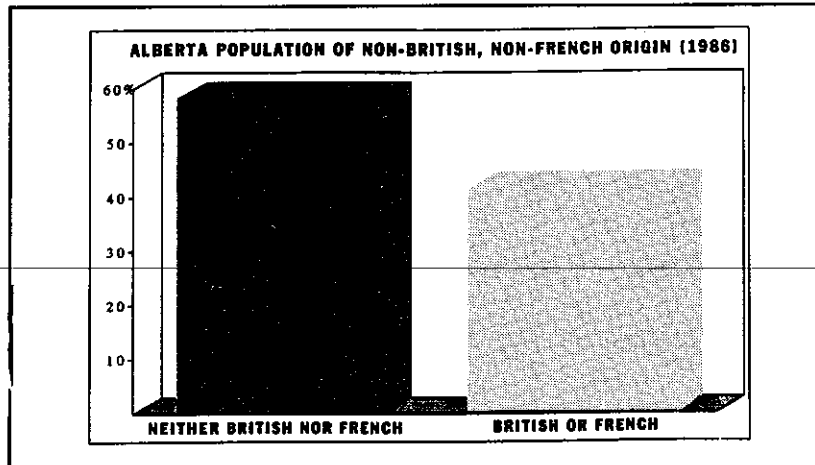 ALBERTA POPULATION OF NON-BRITISH, NON-FRENCH ORIGIN (1986)
60%
50
40
30
20
10
NEITHER BRITISH NOR FRENCH
BRITISH OR FRENCH